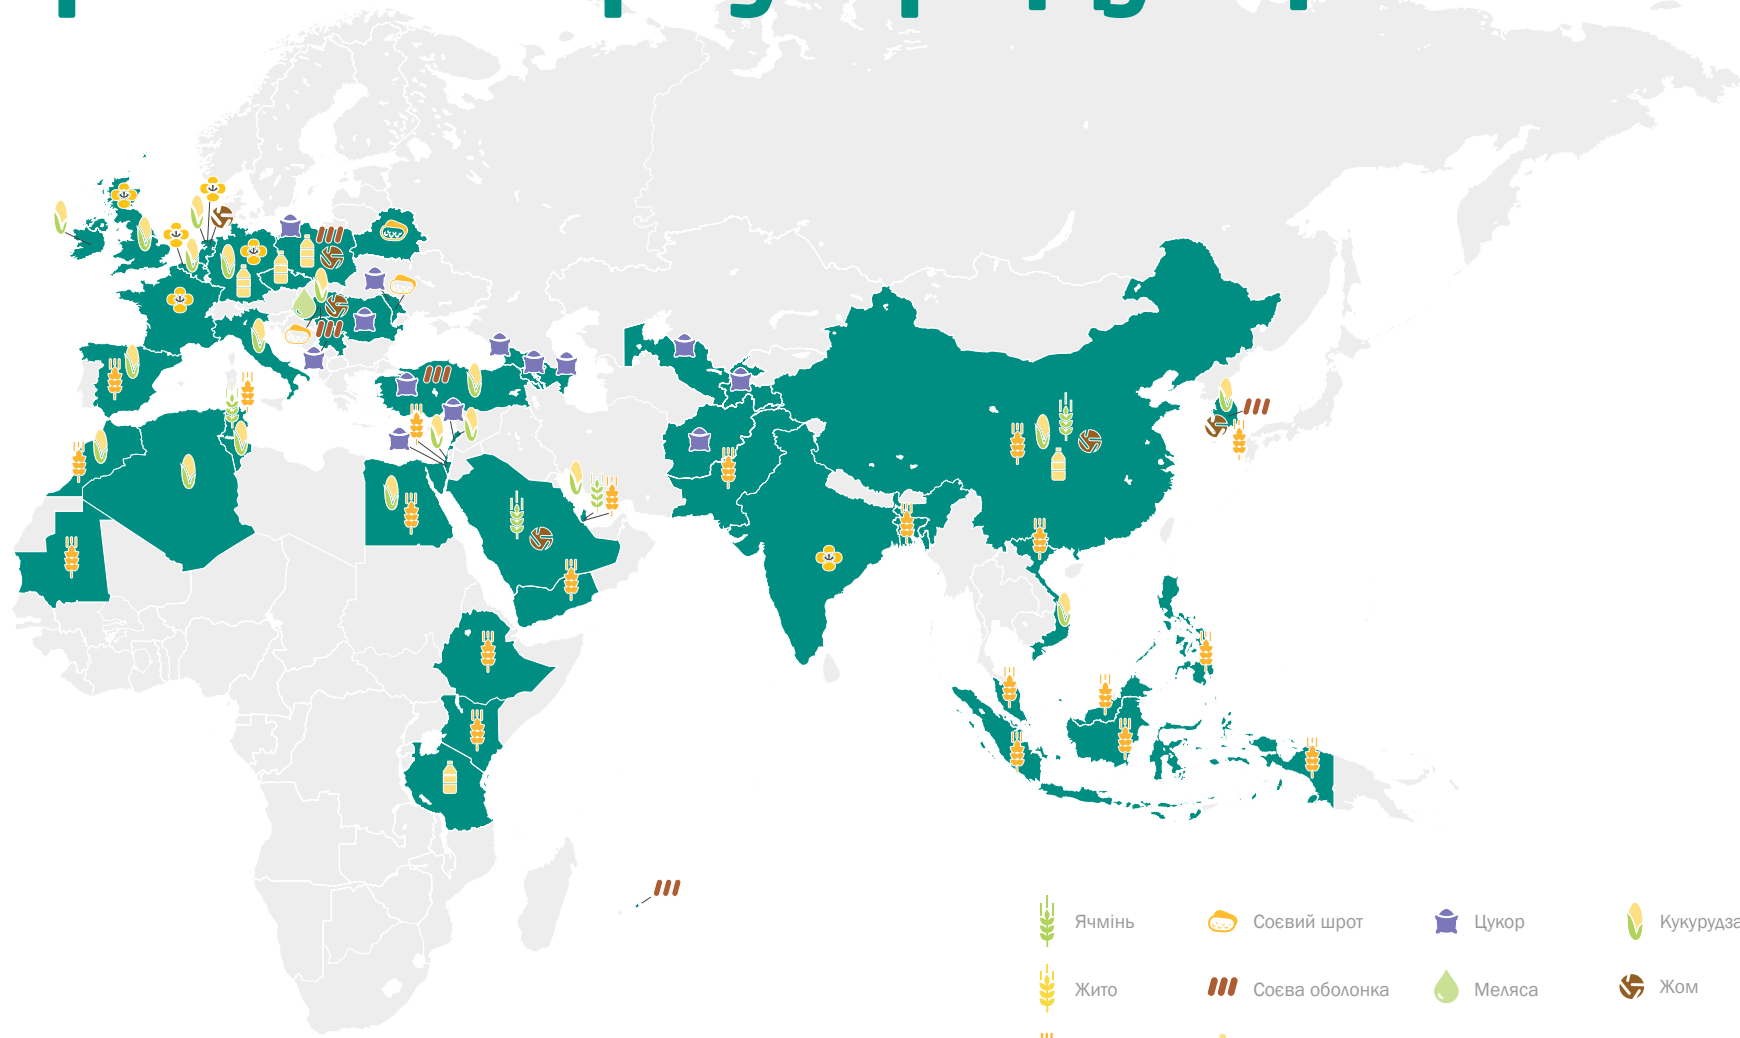 Ячмінь
Соєвий шрот
Цукор
Кукурудза
Жито
Соєва оболонка
Меляса
Жом